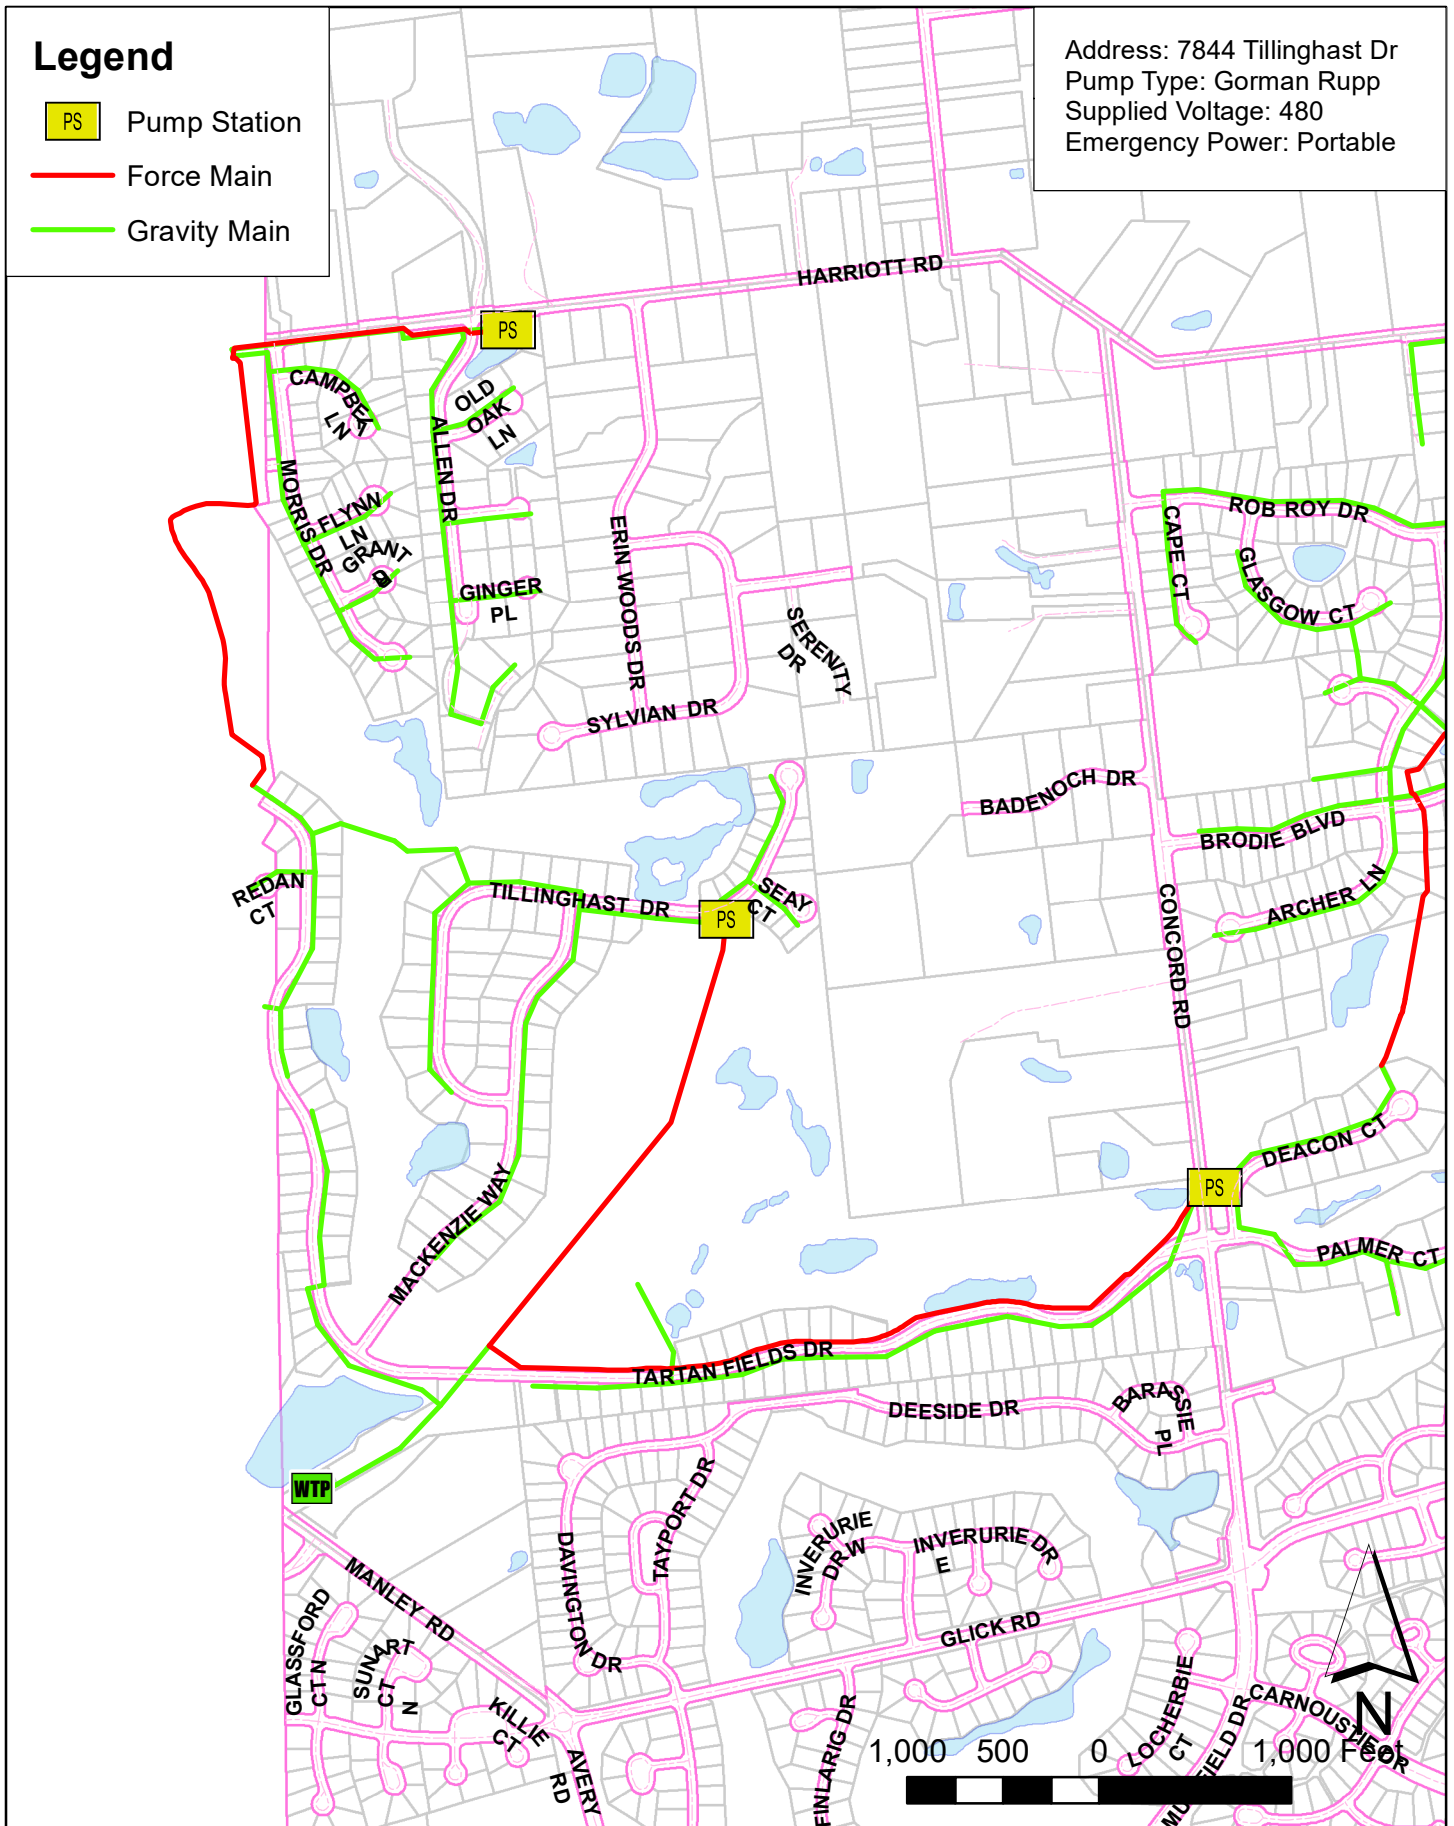 Legend
PS Pump Station
Force Main
Gravity Main
Address: 7844 Tillinghast Dr
Pump Type: Gorman Rupp
Supplied Voltage: 480
Emergency Power: Portable
HARRIOTT RD
PS
CAMPBELL
LN
OLD
OAK
LN
ALLEN DR
MORRIS DR
FLYNN
LN
GRANT
GINGER
PL
ERIN WOODS DR
SERENITY
DR
SYLVIAN DR
ROB ROY DR
CAPE CT
GLASGOW CT
BADENOCH DR
BRODIE BLVD
ARCHER LN
CONCORD RD
REDAN
CT
TILLINGHAST DR
PS
SEAY
CT
MACKENZIE WAY
DEACON CT
PS
PALMER CT
TARTAN FIELDS DR
DEESIDE DR
BARASSIE
PL
WTP
TAYPORT DR
DAVINGTON DR
INVERURIE
DR W
INVERURIE DR
E
MANLEY RD
GLASSFORD
CT N
SUNART
CT
N
KILLIE
CT
AVERY
RD
GLICK RD
FINLARIG DR
LOCHERBIE
CT
CARNOUSTIE DR
N
1,000 500 0 1,000 Feet